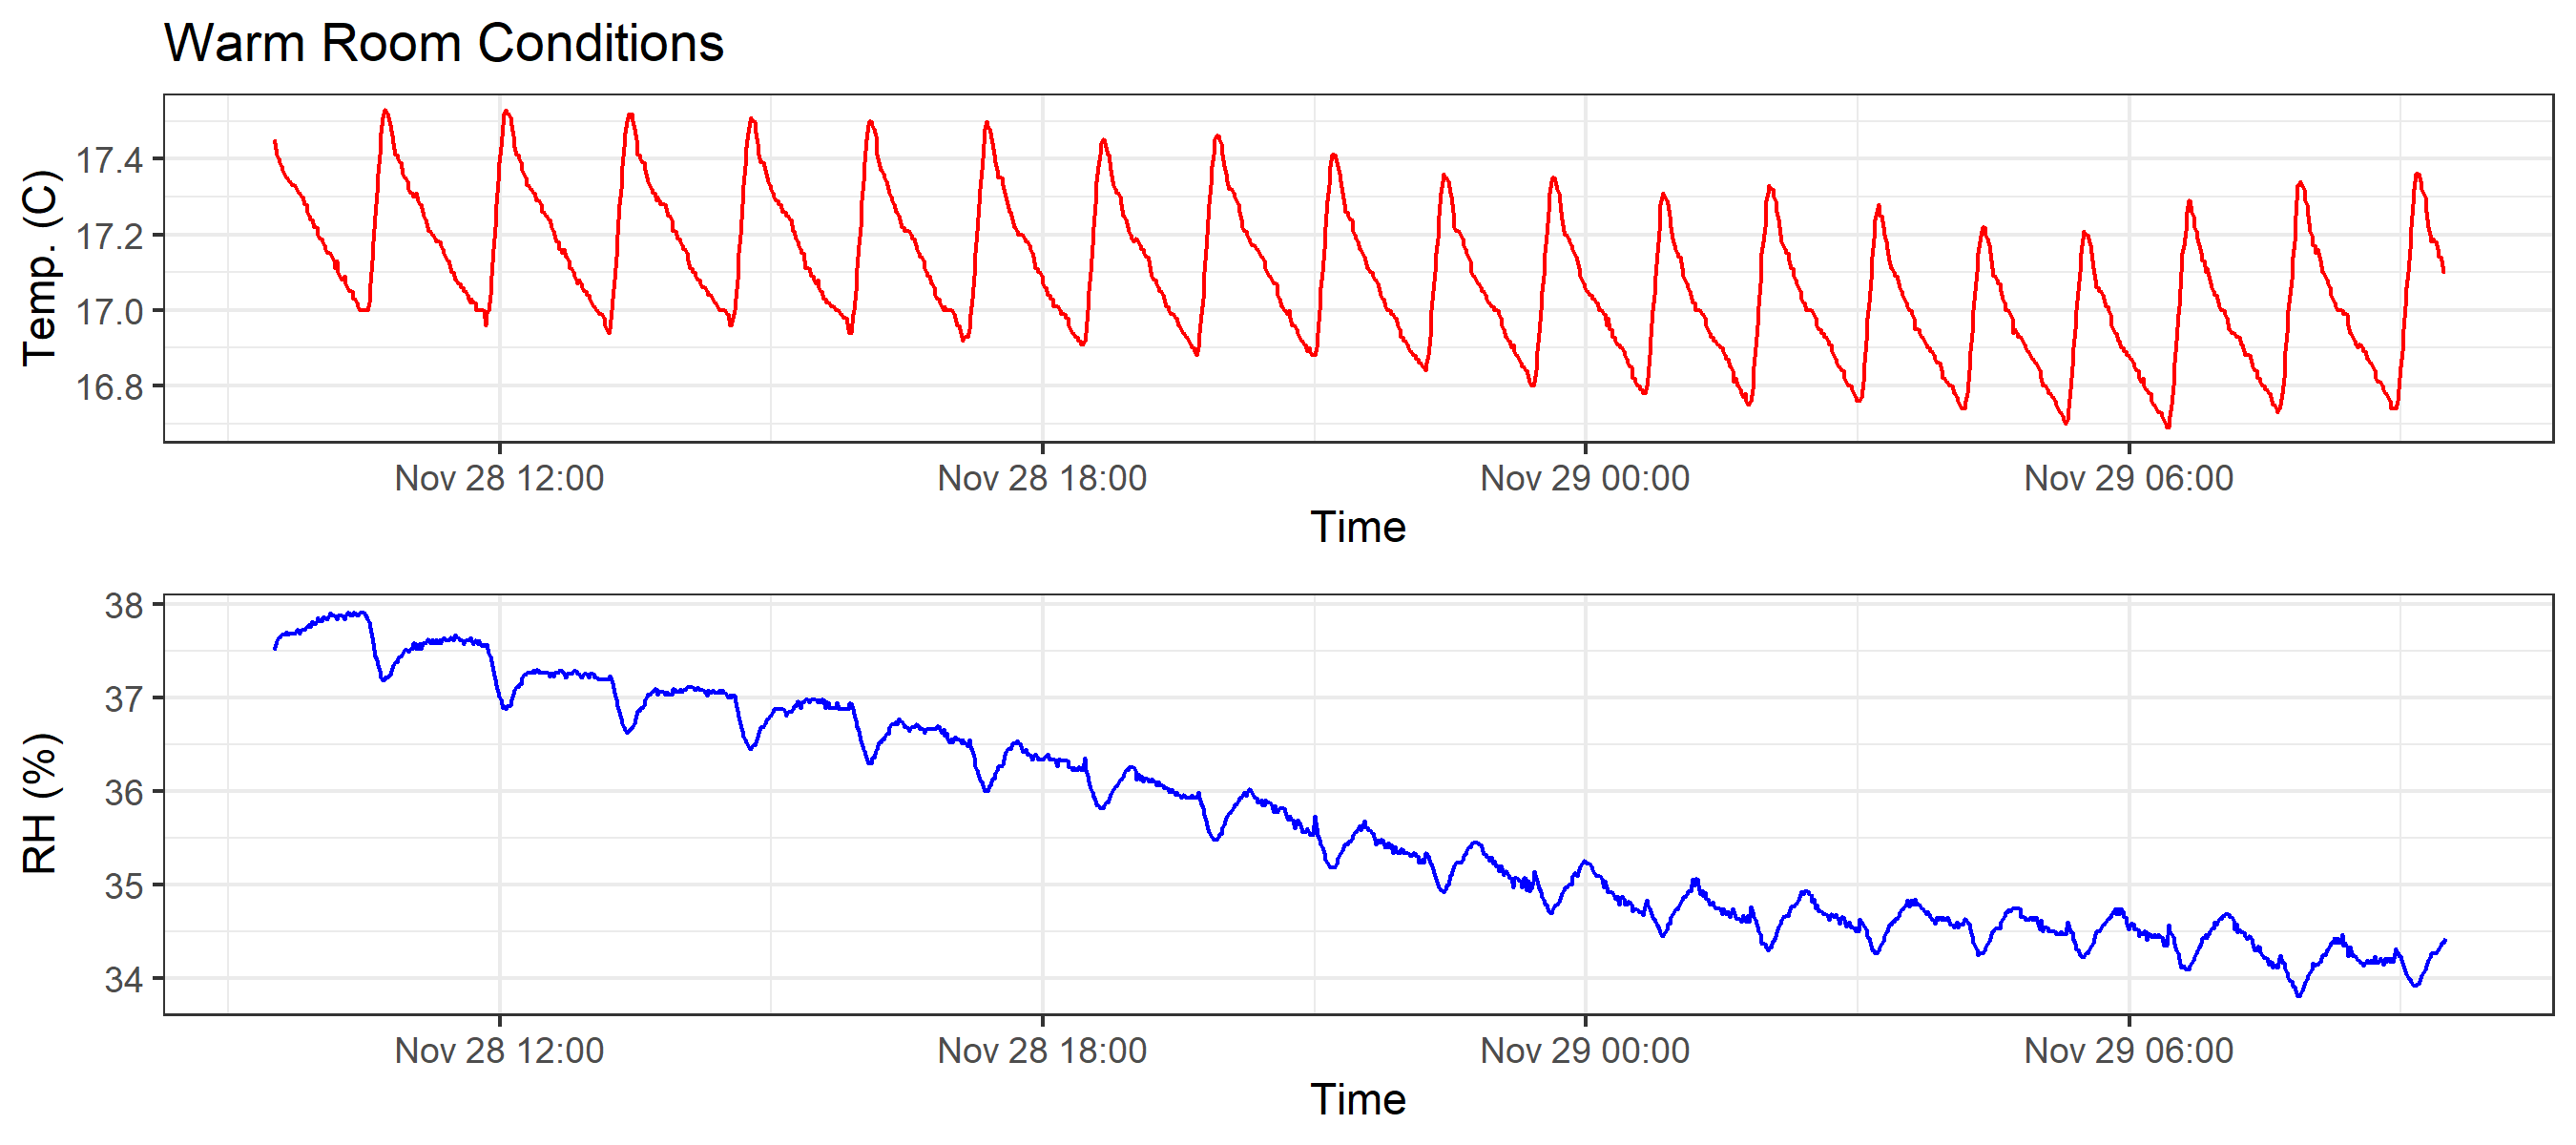 Warm Room Conditions
Temp. (C)
17.4
17.2
17.0
16.8
Nov 28 12:00 Nov 28 18:00 Nov 29 00:00 Nov 29 06:00
Time
RH (%)
38
37
36
35
34
Nov 28 12:00 Nov 28 18:00 Nov 29 00:00 Nov 29 06:00
Time